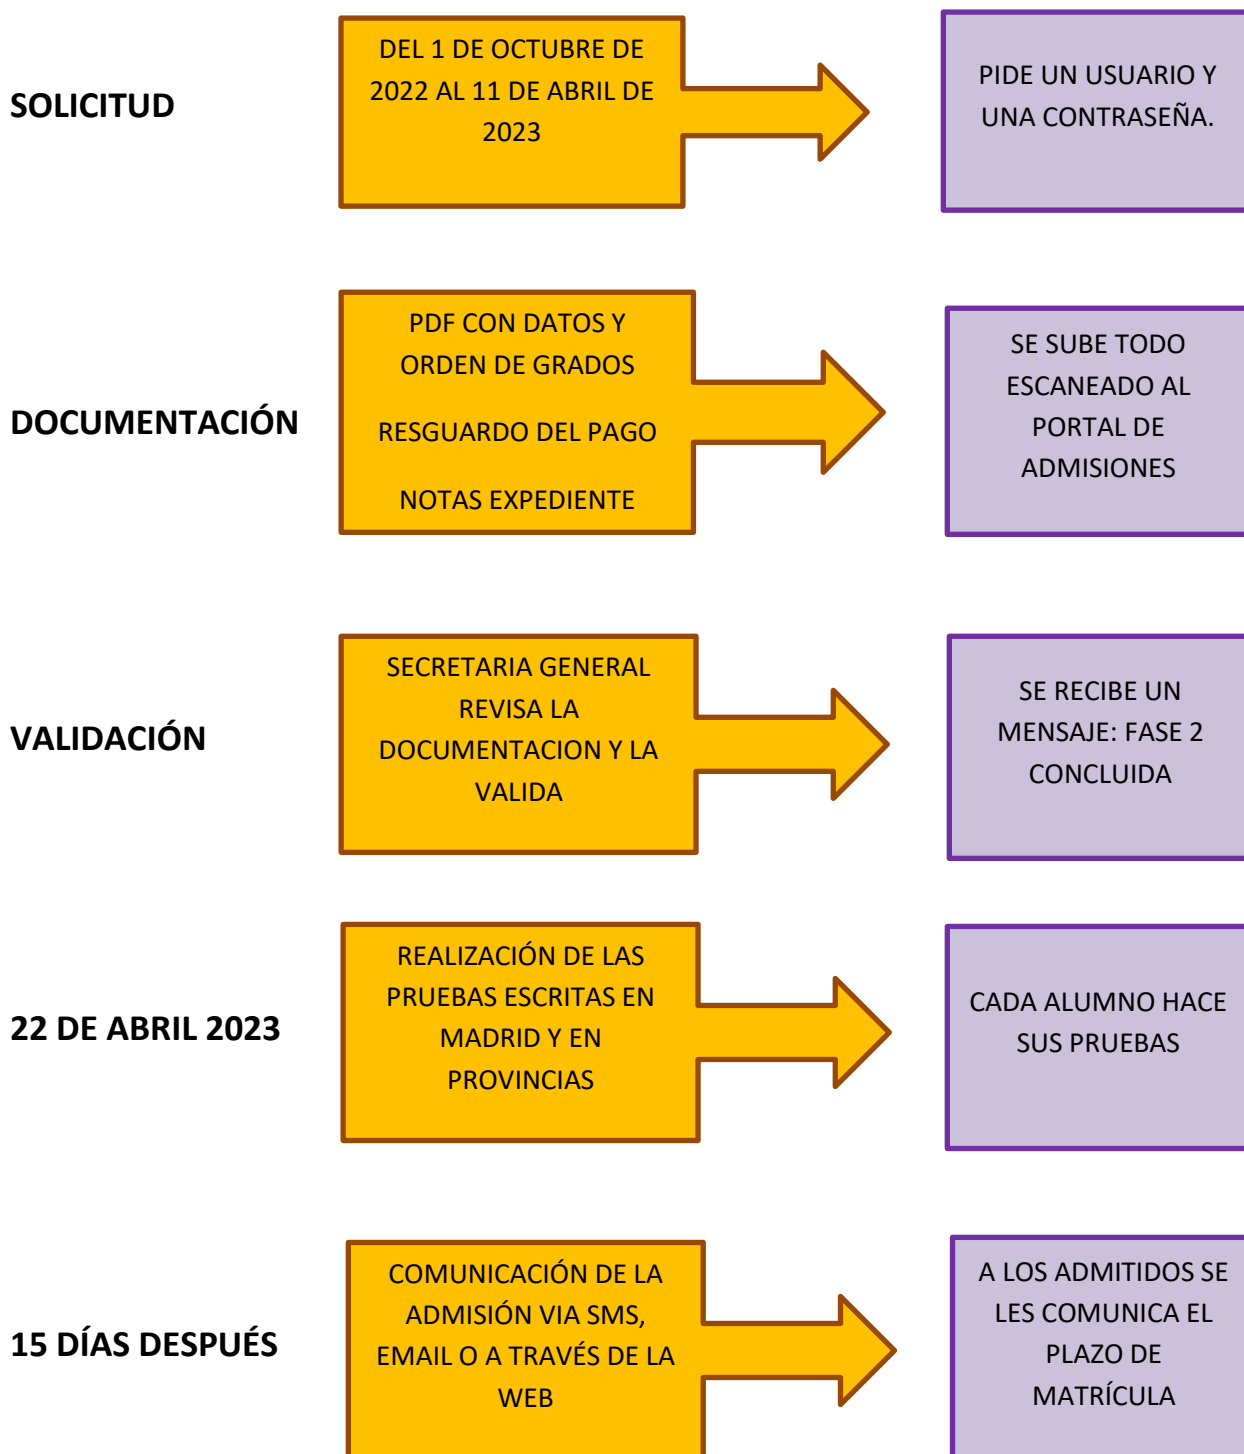 SOLICITUD
DEL 1 DE OCTUBRE DE
2022 AL 11 DE ABRIL DE
2023
PIDE UN USUARIO Y
UNA CONTRASEÑA.
DOCUMENTACIÓN
PDF CON DATOS Y
ORDEN DE GRADOS
RESGUARDO DEL PAGO
NOTAS EXPEDIENTE
SE SUBE TODO
ESCANEADO AL
PORTAL DE
ADMISIONES
VALIDACIÓN
SECRETARIA GENERAL
REVISA LA
DOCUMENTACION Y LA
VALIDA
SE RECIBE UN
MENSAJE: FASE 2
CONCLUIDA
22 DE ABRIL 2023
REALIZACIÓN DE LAS
PRUEBAS ESCRITAS EN
MADRID Y EN
PROVINCIAS
CADA ALUMNO HACE
SUS PRUEBAS
15 DÍAS DESPUÉS
COMUNICACIÓN DE LA
ADMISIÓN VIA SMS,
EMAIL O A TRAVÉS DE LA
WEB
A LOS ADMITIDOS SE
LES COMUNICA EL
PLAZO DE
MATRÍCULA